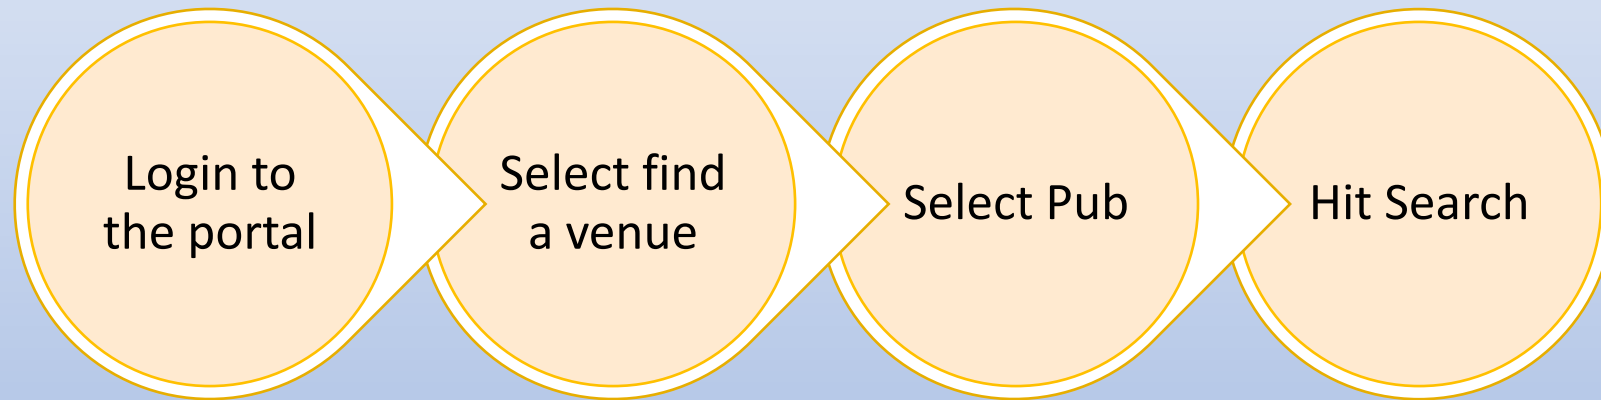 Login to
the portal
Select find
a venue
Select Pub
Hit Search